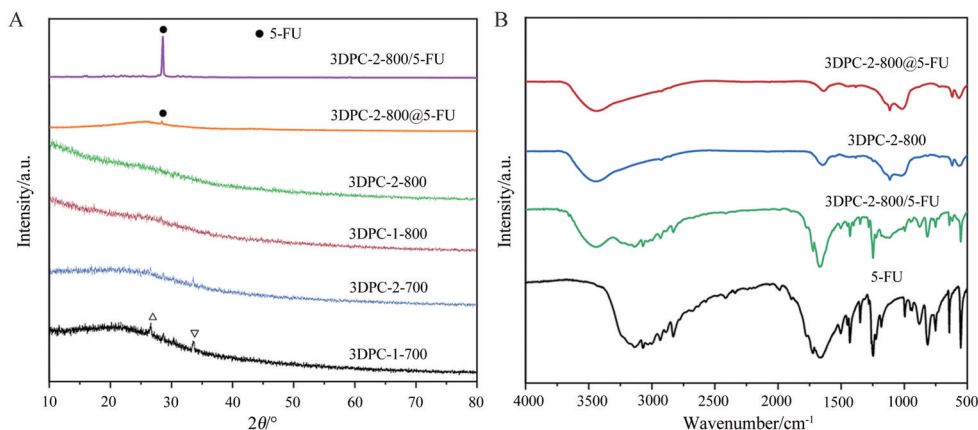 A
● 5-FU
3DPC-2-800/5-FU
3DPC-2-800@5-FU
3DPC-2-800
3DPC-1-800
3DPC-2-700
3DPC-1-700
Intensity/a.u.
10 20 30 40 50 60 70 80
2θ/°
B
3DPC-2-800@5-FU
3DPC-2-800
3DPC-2-800/5-FU
5-FU
Intensity/a.u.
4000 3500 3000 2500 2000 1500 1000 500
Wavenumber/cm⁻¹